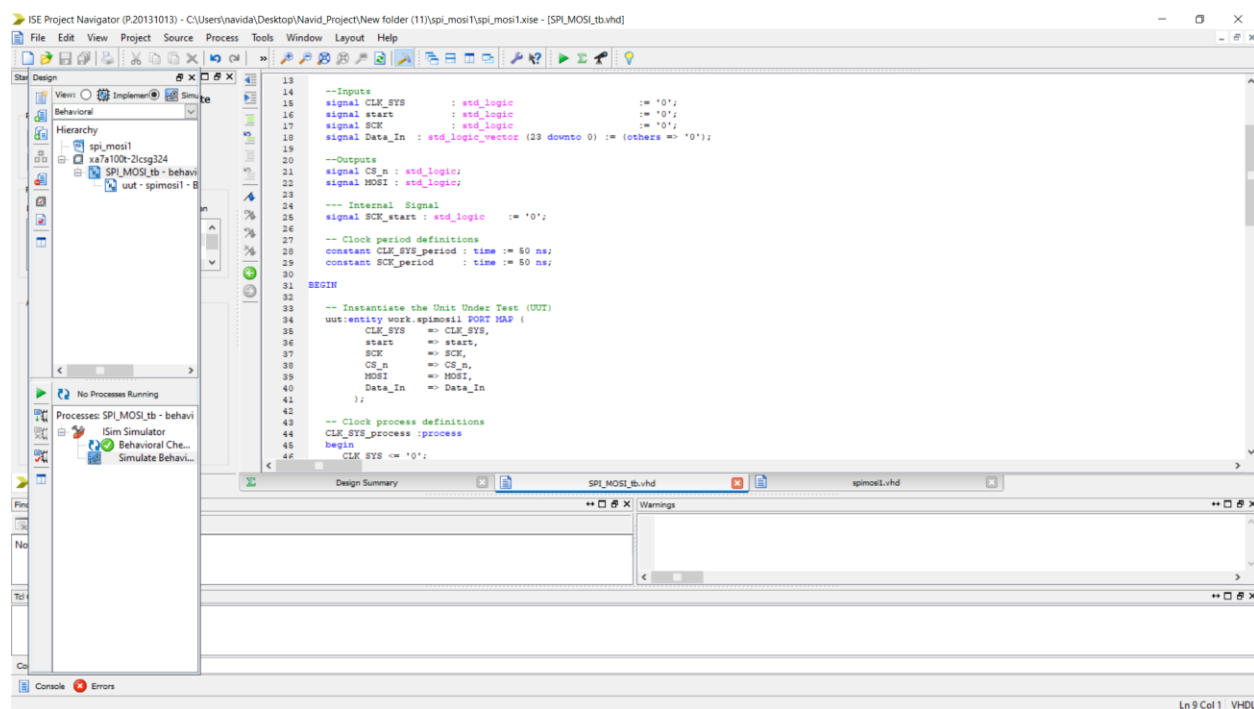 ISE Project Navigator (P.20131013) - C:\Users\navida\Desktop\Navid_Project\New folder (11)\spi_mosi1\spi_mosi1.xise - [SPI_MOSI_tb.vhd]
File Edit View Project Source Process Tools Window Layout Help
Design
View: Implemen Simu
Behavioral
Hierarchy
spi_mosi1
xa7a100t-2lcsg324
SPI_MOSI_tb - behavi
uut - spimosi1 - B
No Processes Running
Processes: SPI_MOSI_tb - behavi
ISim Simulator
Behavioral Che...
Simulate Behavi...
13
14 --Inputs
15 signal CLK_SYS : std_logic := '0';
16 signal start : std_logic := '0';
17 signal SCK : std_logic := '0';
18 signal Data_In : std_logic_vector (23 downto 0) := (others => '0');
19
20 --Outputs
21 signal CS_n : std_logic;
22 signal MOSI : std_logic;
23
24 --- Internal Signal
25 signal SCK_start : std_logic := '0';
26
27 -- Clock period definitions
28 constant CLK_SYS_period : time := 50 ns;
29 constant SCK_period : time := 50 ns;
30
31 BEGIN
32
33 -- Instantiate the Unit Under Test (UUT)
34 uut:entity work.spimosi1 PORT MAP (
35 CLK_SYS => CLK_SYS,
36 start => start,
37 SCK => SCK,
38 CS_n => CS_n,
39 MOSI => MOSI,
40 Data_In => Data_In
41 );
42
43 -- Clock process definitions
44 CLK_SYS_process :process
45 begin
46 CLK_SYS <= '0';
Design Summary SPI_MOSI_tb.vhd spimosi1.vhd
Warnings
Console Errors
Ln 9 Col 1 VHDL